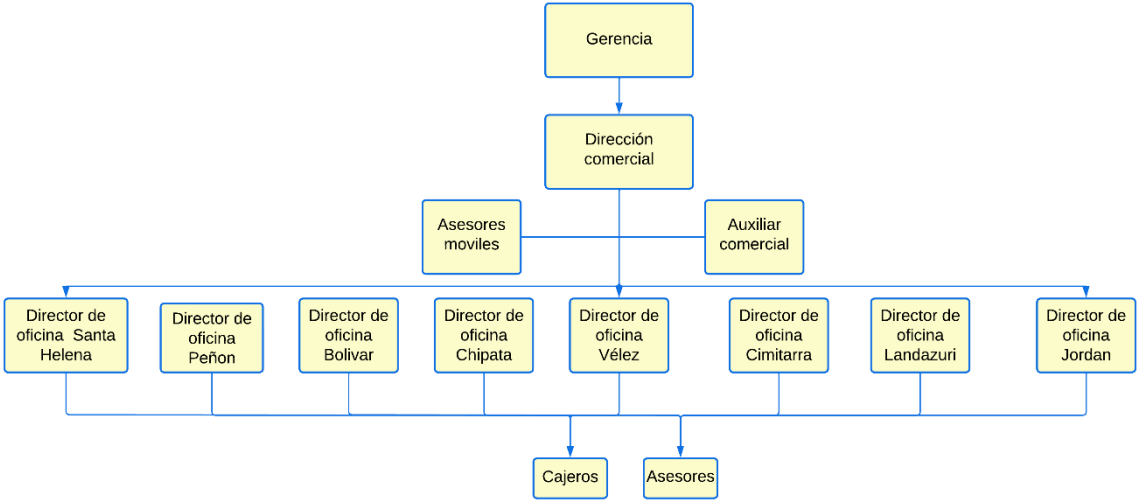 Gerencia
Dirección
comercial
Asesores
moviles
Auxiliar
comercial
Director de
oficina Santa
Helena
Director de
oficina
Peñon
Director de
oficina
Bolivar
Director de
oficina
Chipata
Director de
oficina
Vélez
Director de
oficina
Cimitarra
Director de
oficina
Landazuri
Director de
oficina
Jordan
Cajeros
Asesores